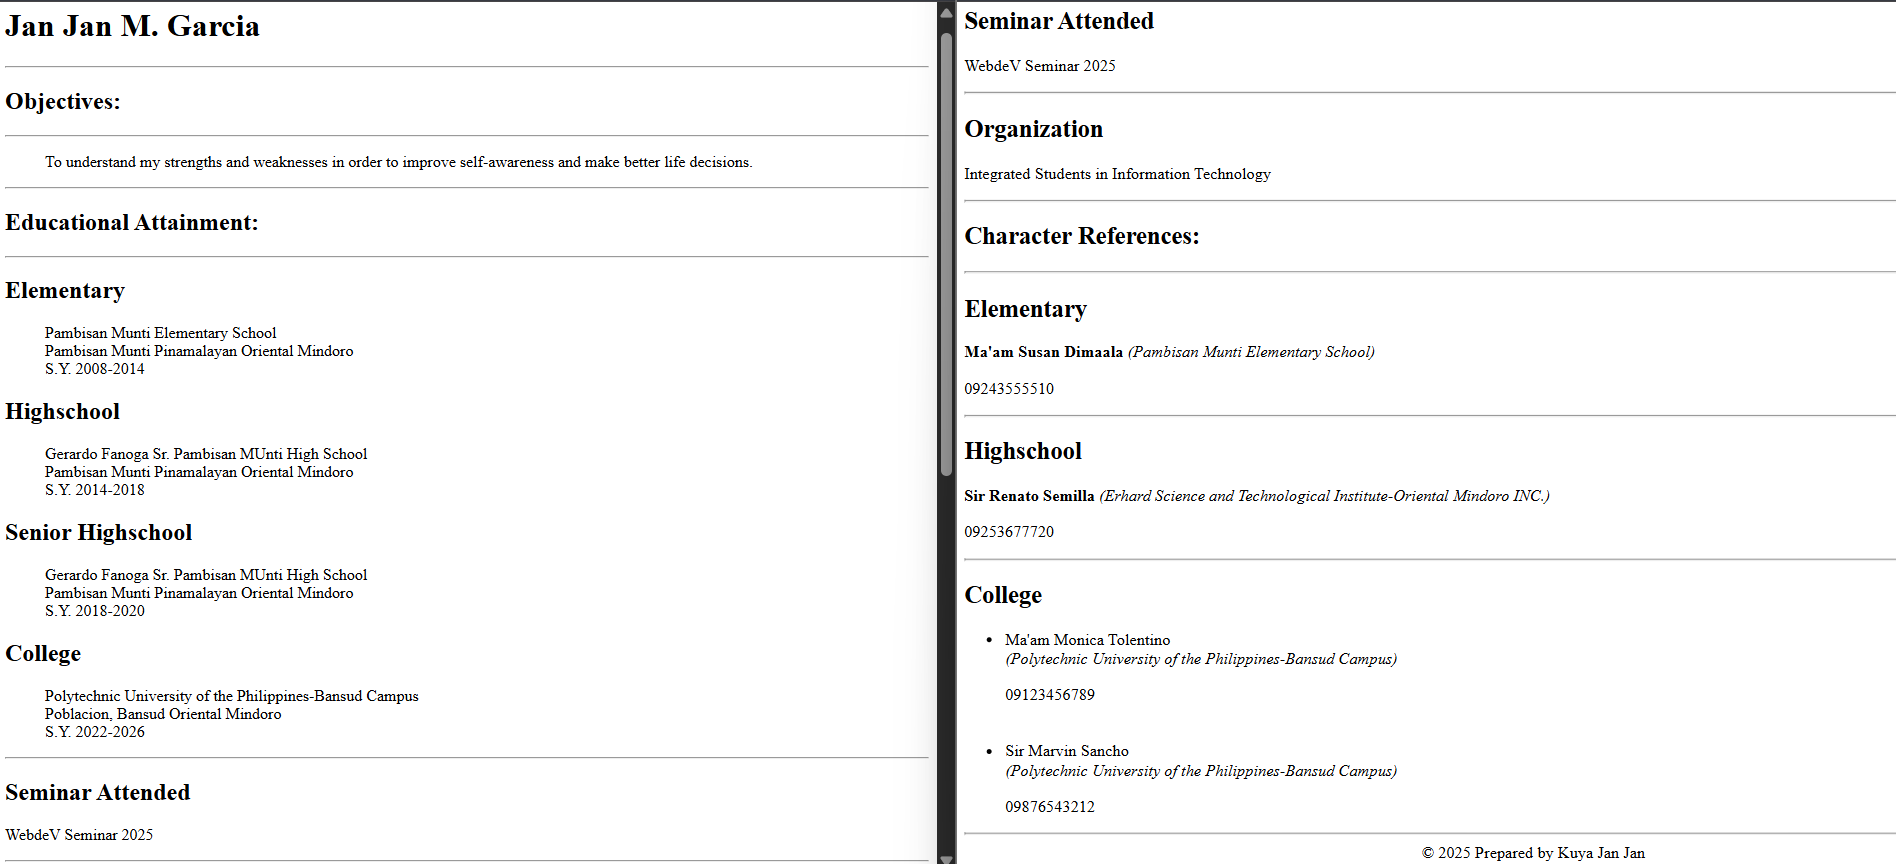 Jan Jan M. Garcia
Objectives:
To understand my strengths and weaknesses in order to improve self-awareness and make better life decisions.
Educational Attainment:
Elementary
Pambisan Munti Elementary School
Pambisan Munti Pinamalayan Oriental Mindoro
S.Y. 2008-2014
Highschool
Gerardo Fanoga Sr. Pambisan MUnti High School
Pambisan Munti Pinamalayan Oriental Mindoro
S.Y. 2014-2018
Senior Highschool
Gerardo Fanoga Sr. Pambisan MUnti High School
Pambisan Munti Pinamalayan Oriental Mindoro
S.Y. 2018-2020
College
Polytechnic University of the Philippines-Bansud Campus
Poblacion, Bansud Oriental Mindoro
S.Y. 2022-2026
Seminar Attended
WebdeV Seminar 2025
Seminar Attended
WebdeV Seminar 2025
Organization
Integrated Students in Information Technology
Character References:
Elementary
Ma'am Susan Dimaala (Pambisan Munti Elementary School)
09243555510
Highschool
Sir Renato Semilla (Erhard Science and Technological Institute-Oriental Mindoro INC.)
09253677720
College
• Ma'am Monica Tolentino
(Polytechnic University of the Philippines-Bansud Campus)
09123456789
• Sir Marvin Sancho
(Polytechnic University of the Philippines-Bansud Campus)
09876543212
© 2025 Prepared by Kuya Jan Jan